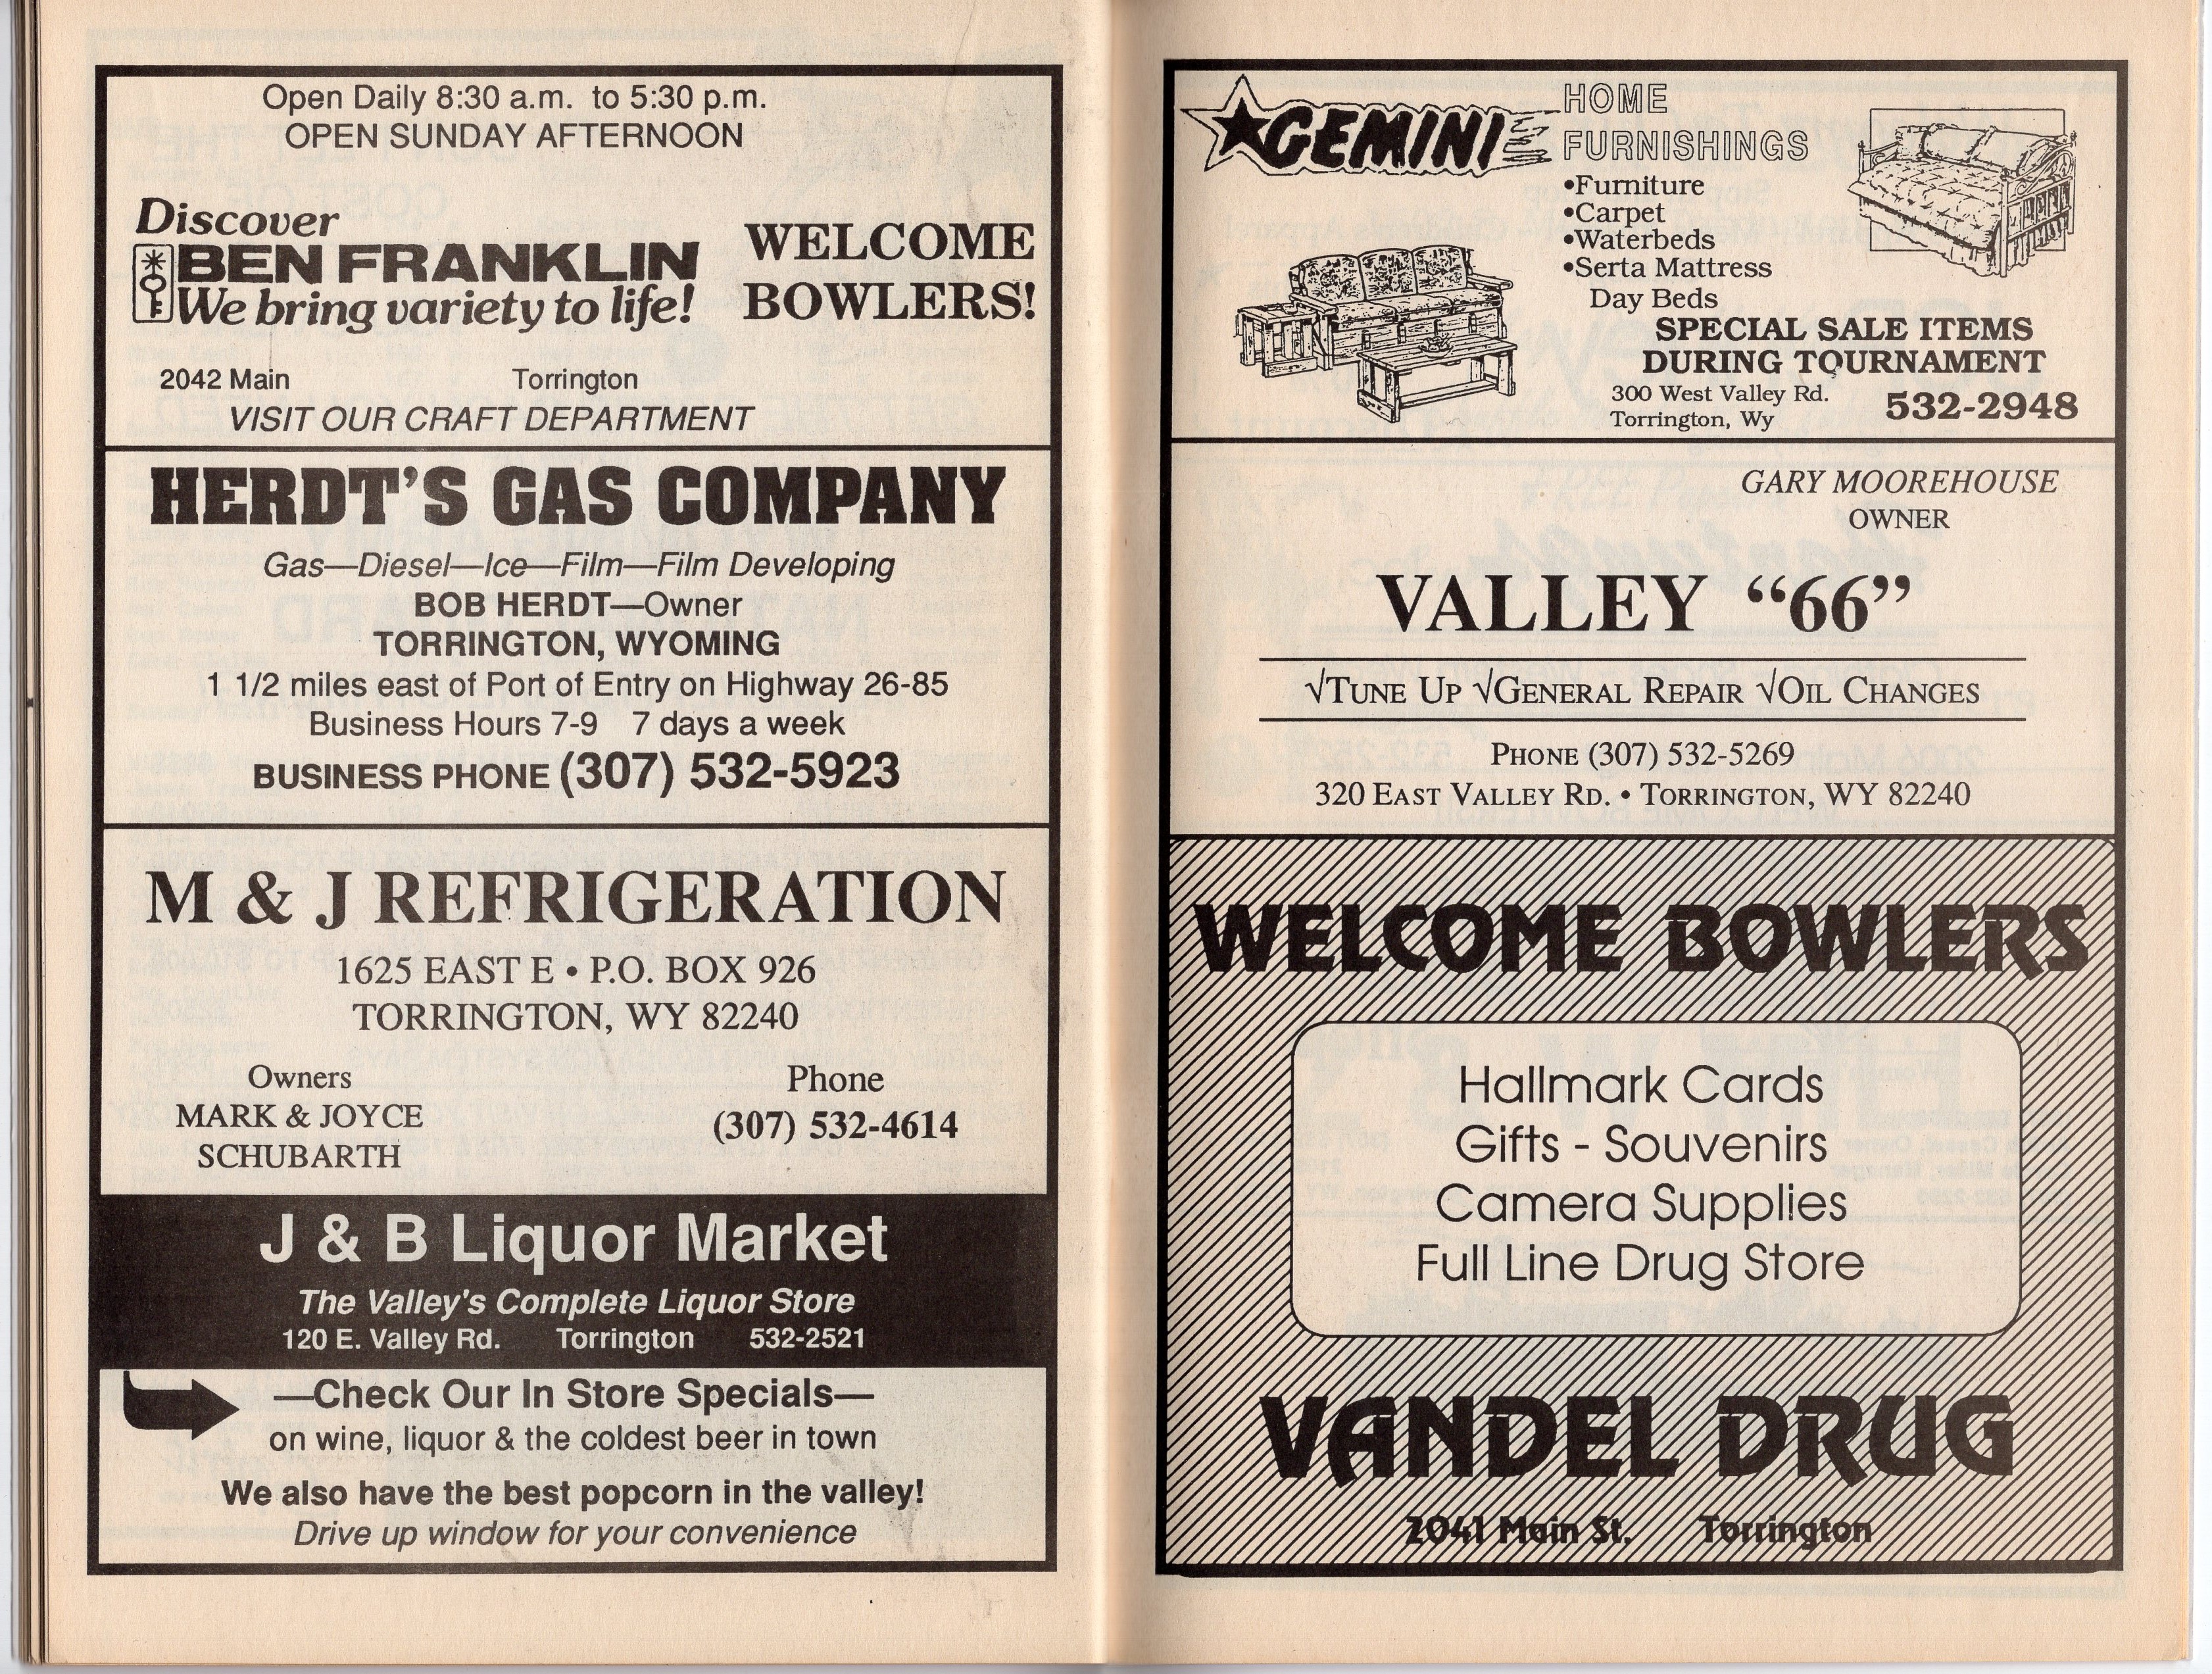 Open Daily 8:30 a.m. to 5:30 p.m.
OPEN SUNDAY AFTERNOON
Discover
BEN FRANKLIN
We bring variety to life!
WELCOME
BOWLERS!
2042 Main Torrington
VISIT OUR CRAFT DEPARTMENT
HERDT'S GAS COMPANY
Gas—Diesel—Ice—Film—Film Developing
BOB HERDT—Owner
TORRINGTON, WYOMING
1 1/2 miles east of Port of Entry on Highway 26-85
Business Hours 7-9 7 days a week
BUSINESS PHONE (307) 532-5923
M & J REFRIGERATION
1625 EAST E • P.O. BOX 926
TORRINGTON, WY 82240
Owners
MARK & JOYCE
SCHUBARTH
Phone
(307) 532-4614
J & B Liquor Market
The Valley's Complete Liquor Store
120 E. Valley Rd. Torrington 532-2521
—Check Our In Store Specials—
on wine, liquor & the coldest beer in town
We also have the best popcorn in the valley!
Drive up window for your convenience
GEMINI
HOME
FURNISHINGS
•Furniture
•Carpet
•Waterbeds
•Serta Mattress
Day Beds
SPECIAL SALE ITEMS
DURING TOURNAMENT
300 West Valley Rd.
Torrington, Wy
532-2948
GARY MOOREHOUSE
OWNER
VALLEY “66”
√TUNE UP √GENERAL REPAIR √OIL CHANGES
PHONE (307) 532-5269
320 EAST VALLEY RD. • TORRINGTON, WY 82240
WELCOME BOWLERS
Hallmark Cards
Gifts - Souvenirs
Camera Supplies
Full Line Drug Store
VANDEL DRUG
2041 Main St. Torrington